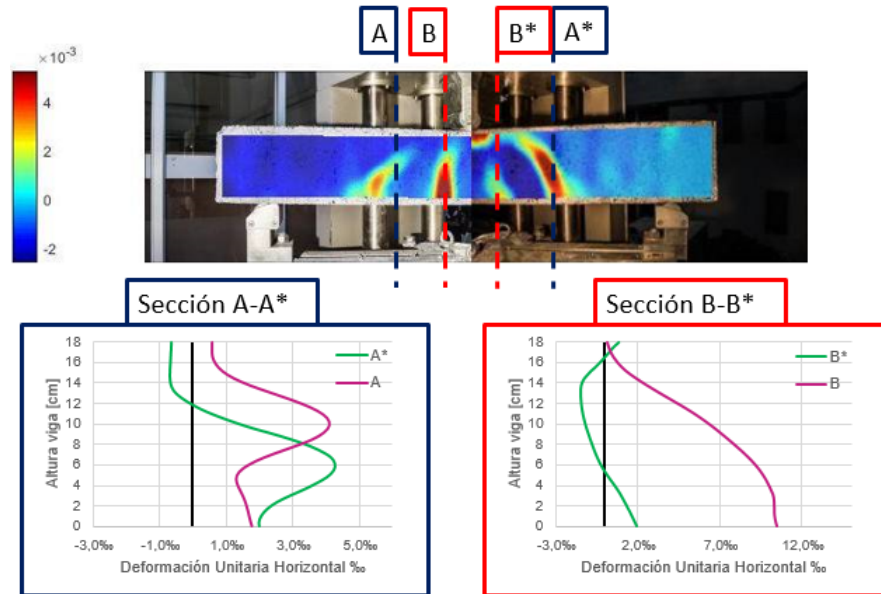 A B B* A*
×10⁻³
4
2
0
-2
Sección A-A*
Sección B-B*
Altura viga [cm]
18
16
14
12
10
8
6
4
2
0
A*
A
-3,0‰ -1,0‰ 1,0‰ 3,0‰ 5,0‰
Deformación Unitaria Horizontal ‰
Altura viga [cm]
18
16
14
12
10
8
6
4
2
0
B*
B
-3,0‰ 2,0‰ 7,0‰ 12,0‰
Deformación Unitaria Horizontal ‰